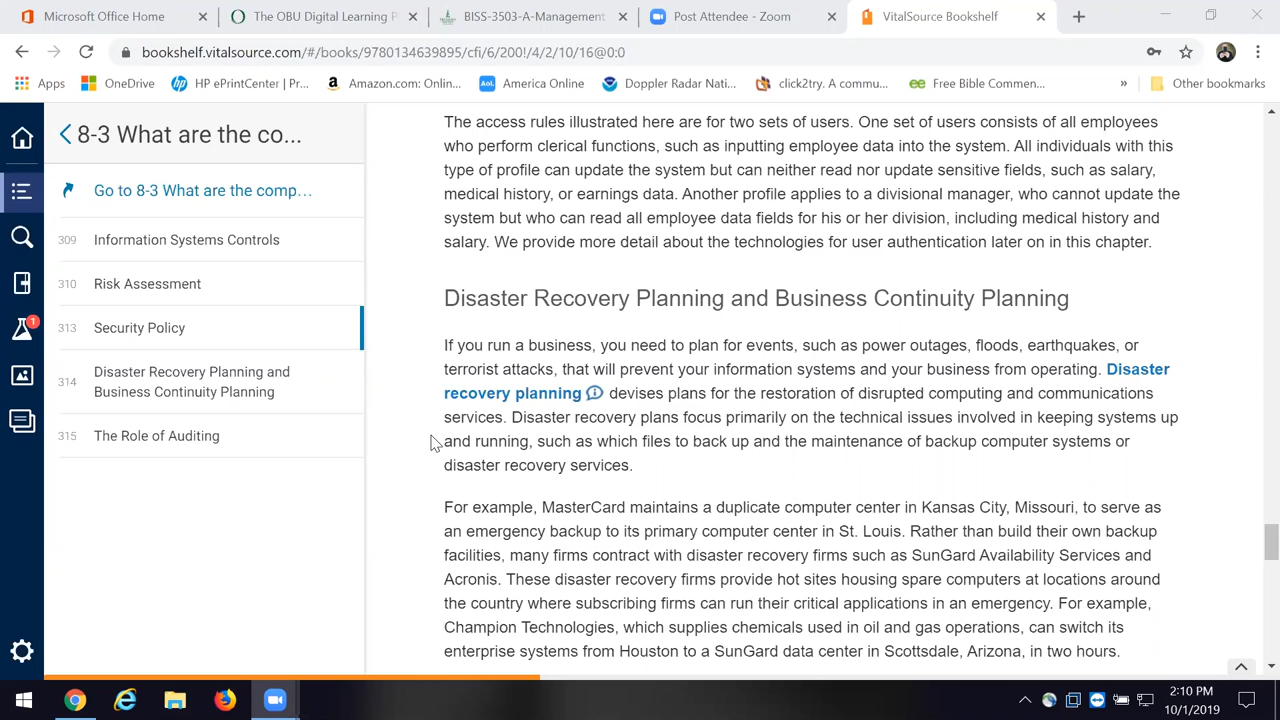 Microsoft Office Home
The OBU Digital Learning P
BISS-3503-A-Management
Post Attendee - Zoom
VitalSource Bookshelf
bookshelf.vitalsource.com/#/books/9780134639895/cfi/6/200!/4/2/10/16@0:0
Apps
OneDrive
HP ePrintCenter | Pr...
Amazon.com: Onlin...
America Online
Doppler Radar Nati...
click2try. A commu...
Free Bible Commen...
»
Other bookmarks
8-3 What are the co...
Go to 8-3 What are the comp...
309 Information Systems Controls
310 Risk Assessment
313 Security Policy
314 Disaster Recovery Planning and
Business Continuity Planning
315 The Role of Auditing
1
The access rules illustrated here are for two sets of users. One set of users consists of all employees
who perform clerical functions, such as inputting employee data into the system. All individuals with this
type of profile can update the system but can neither read nor update sensitive fields, such as salary,
medical history, or earnings data. Another profile applies to a divisional manager, who cannot update the
system but who can read all employee data fields for his or her division, including medical history and
salary. We provide more detail about the technologies for user authentication later on in this chapter.
Disaster Recovery Planning and Business Continuity Planning
If you run a business, you need to plan for events, such as power outages, floods, earthquakes, or
terrorist attacks, that will prevent your information systems and your business from operating. Disaster
recovery planning devises plans for the restoration of disrupted computing and communications
services. Disaster recovery plans focus primarily on the technical issues involved in keeping systems up
and running, such as which files to back up and the maintenance of backup computer systems or
disaster recovery services.
For example, MasterCard maintains a duplicate computer center in Kansas City, Missouri, to serve as
an emergency backup to its primary computer center in St. Louis. Rather than build their own backup
facilities, many firms contract with disaster recovery firms such as SunGard Availability Services and
Acronis. These disaster recovery firms provide hot sites housing spare computers at locations around
the country where subscribing firms can run their critical applications in an emergency. For example,
Champion Technologies, which supplies chemicals used in oil and gas operations, can switch its
enterprise systems from Houston to a SunGard data center in Scottsdale, Arizona, in two hours.
2:10 PM
10/1/2019